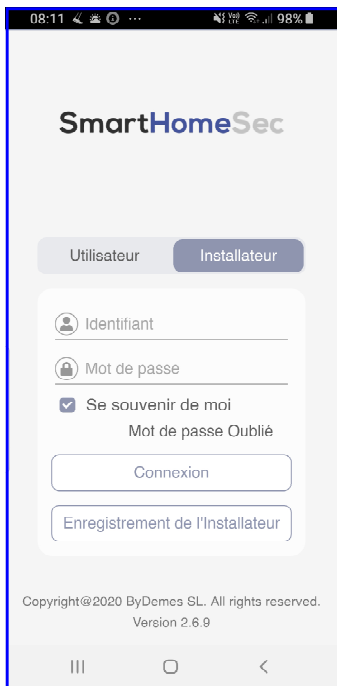 08:11 98%
SmartHomeSec
Utilisateur Installateur
Identifiant
Mot de passe
Se souvenir de moi
Mot de passe Oublié
Connexion
Enregistrement de l'Installateur
Copyright@2020 ByDemes SL. All rights reserved.
Version 2.6.9